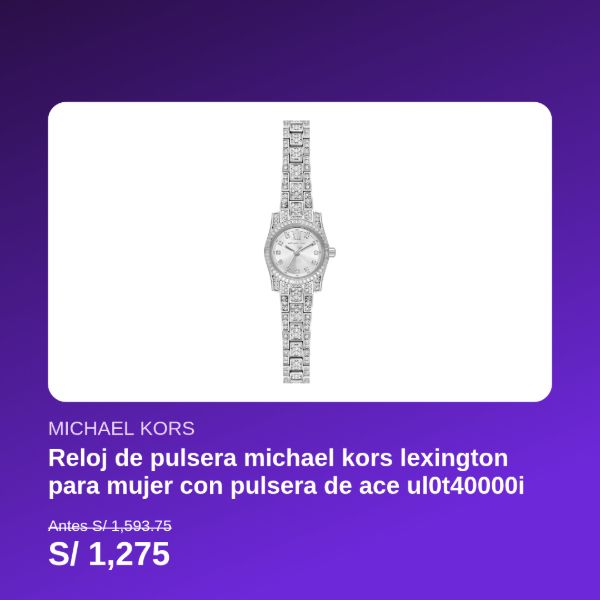 MICHAEL KORS
Reloj de pulsera michael kors lexington
para mujer con pulsera de ace ul0t40000i
Antes S/ 1,593.75
S/ 1,275